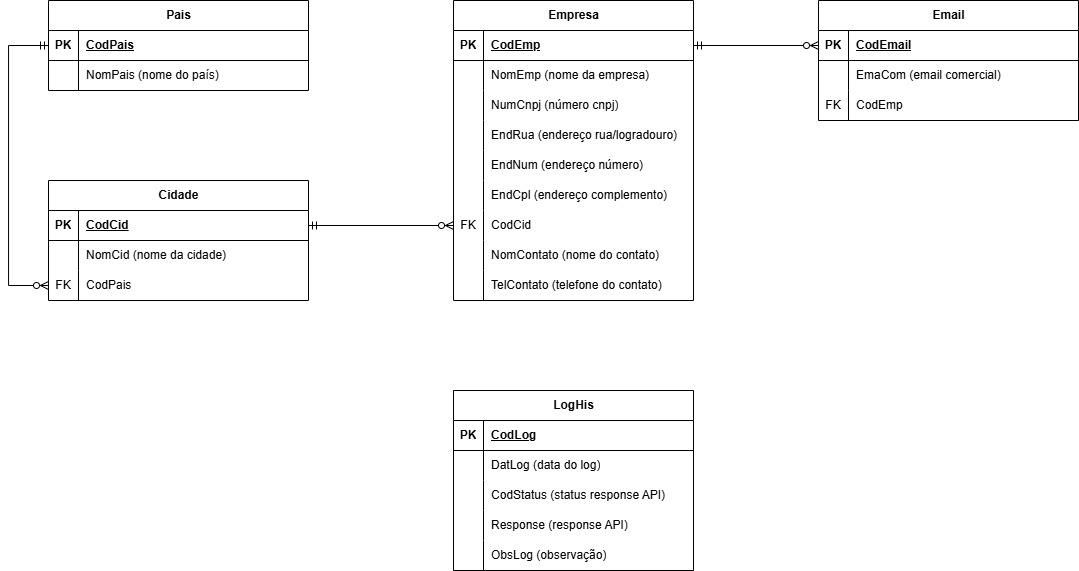 Pais
PK CodPais
NomPais (nome do país)
Cidade
PK CodCid
NomCid (nome da cidade)
FK CodPais
Empresa
PK CodEmp
NomEmp (nome da empresa)
NumCnpj (número cnpj)
EndRua (endereço rua/logradouro)
EndNum (endereço número)
EndCpl (endereço complemento)
FK CodCid
NomContato (nome do contato)
TelContato (telefone do contato)
Email
PK CodEmail
EmaCom (email comercial)
FK CodEmp
LogHis
PK CodLog
DatLog (data do log)
CodStatus (status response API)
Response (response API)
ObsLog (observação)